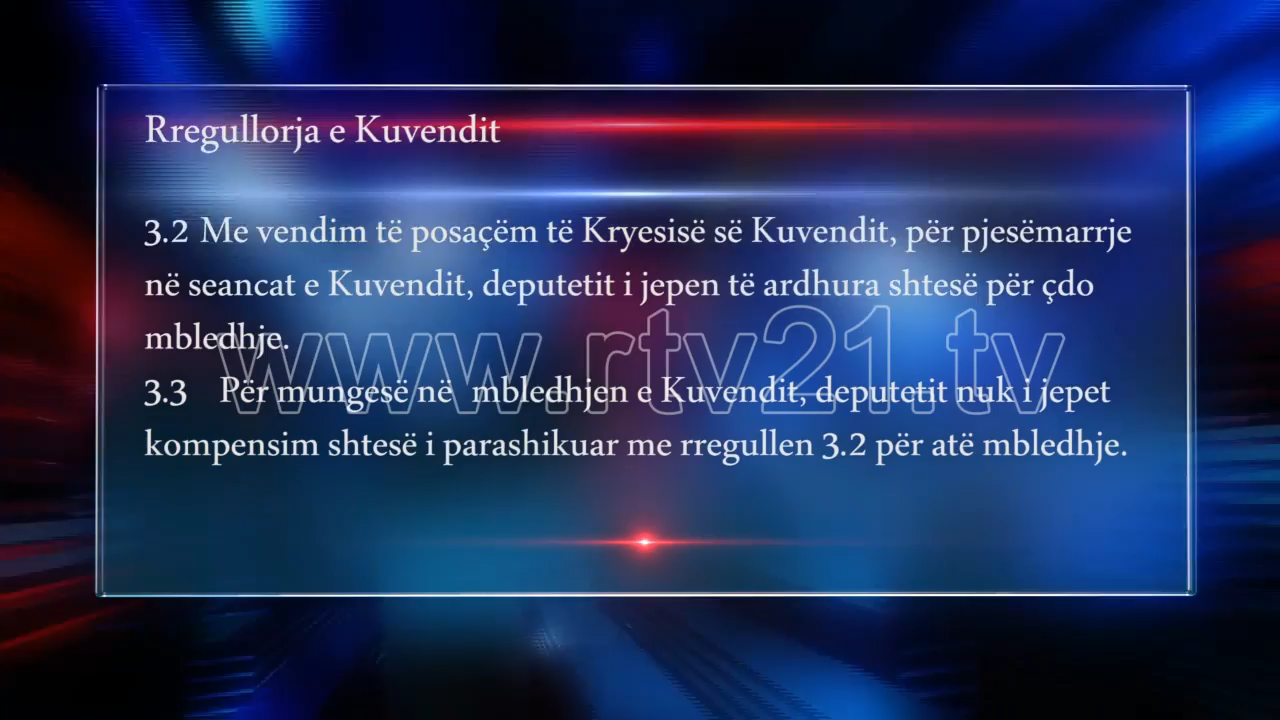 Rregullorja e Kuvendit
3.2 Me vendim të posaçëm të Kryesisë së Kuvendit, për pjesëmarrje
në seancat e Kuvendit, deputetit i jepen të ardhura shtesë për çdo
mbledhje.
www.rtv21.tv
3.3 Për mungesë në mbledhjen e Kuvendit, deputetit nuk i jepet
kompensim shtesë i parashikuar me rregullen 3.2 për atë mbledhje.